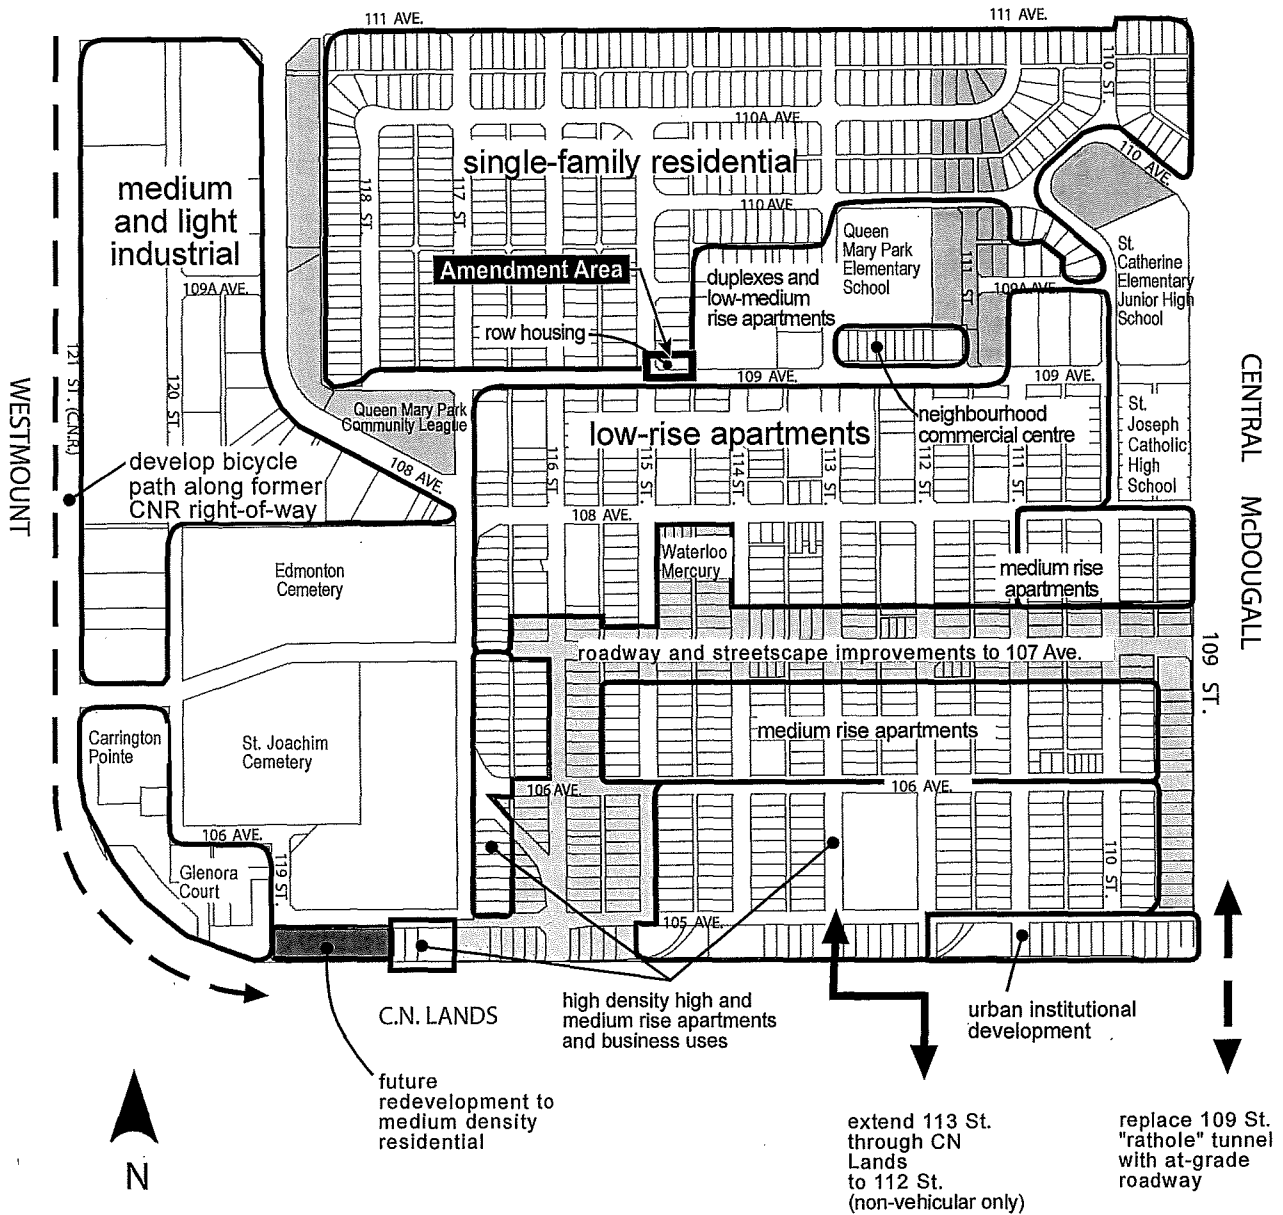 111 AVE.
111 AVE.
110 ST.
110A AVE.
single-family residential
110 AVE.
medium
and light
industrial
118 ST.
117 ST.
110 AVE.
Queen
Mary Park
Elementary
School
St.
Catherine
Elementary
Junior High
School
Amendment Area
duplexes and
low-medium
rise apartments
111 ST
109A AVE.
109A AVE.
row housing
109 AVE.
109 AVE.
121 ST. (CNR)
120 ST.
WESTMOUNT
CENTRAL McDOUGALL
Queen Mary Park
Community League
neighbourhood
commercial centre
low-rise apartments
St.
Joseph
Catholic
High
School
develop bicycle
path along former
CNR right-of-way
108 AVE.
116 ST
115 ST.
114 ST.
113 ST.
112 ST.
111 ST.
108 AVE.
Waterloo
Mercury
medium rise
apartments
Edmonton
Cemetery
109 ST.
roadway and streetscape improvements to 107 Ave.
Carrington
Pointe
St. Joachim
Cemetery
medium rise apartments
106 AVE.
106 AVE.
106 AVE.
119 ST.
Glenora
Court
110 ST.
105 AVE.
C.N. LANDS
high density high and
medium rise apartments
and business uses
urban institutional
development
future
redevelopment to
medium density
residential
N
extend 113 St.
through CN
Lands
to 112 St.
(non-vehicular only)
replace 109 St.
"rathole" tunnel
with at-grade
roadway